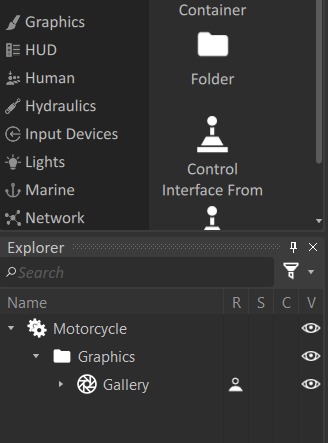 Graphics
HUD
Human
Hydraulics
Input Devices
Lights
Marine
Network
Container
Folder
Control
Interface From
Explorer
Search
Name R S C V
Motorcycle
Graphics
Gallery